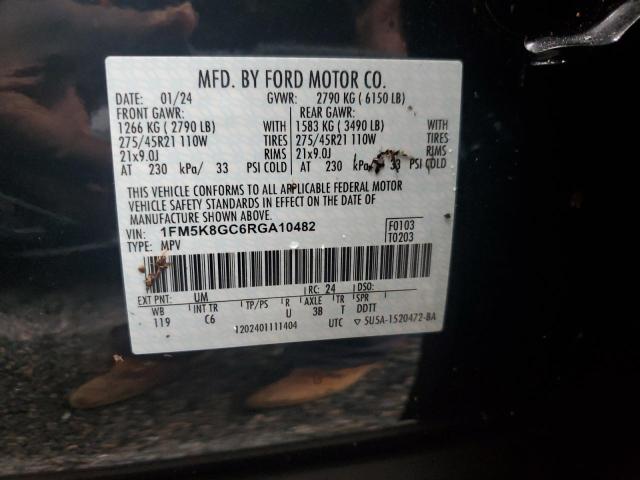 MFD. BY FORD MOTOR CO.
DATE: 01/24 GVWR: 2790 KG ( 6150 LB)
FRONT GAWR: REAR GAWR:
1266 KG ( 2790 LB) WITH 1583 KG ( 3490 LB) WITH
275/45R21 110W TIRES 275/45R21 110W TIRES
21x9.0J RIMS 21x9.0J RIMS
AT 230 kPa/ 33 PSI COLD AT 230 kPa/ 33 PSI COLD
THIS VEHICLE CONFORMS TO ALL APPLICABLE FEDERAL MOTOR
VEHICLE SAFETY STANDARDS IN EFFECT ON THE DATE OF
MANUFACTURE SHOWN ABOVE.
VIN: 1FM5K8GC6RGA10482 F0103
TYPE: MPV T0203
EXT PNT: UM RC: 24 DSO:
WB INT TR TP/PS R AXLE TR SPR
119 C6 U 3B T DDTT
1202401111404 UTC ▽ 5U5A-1520472-BA